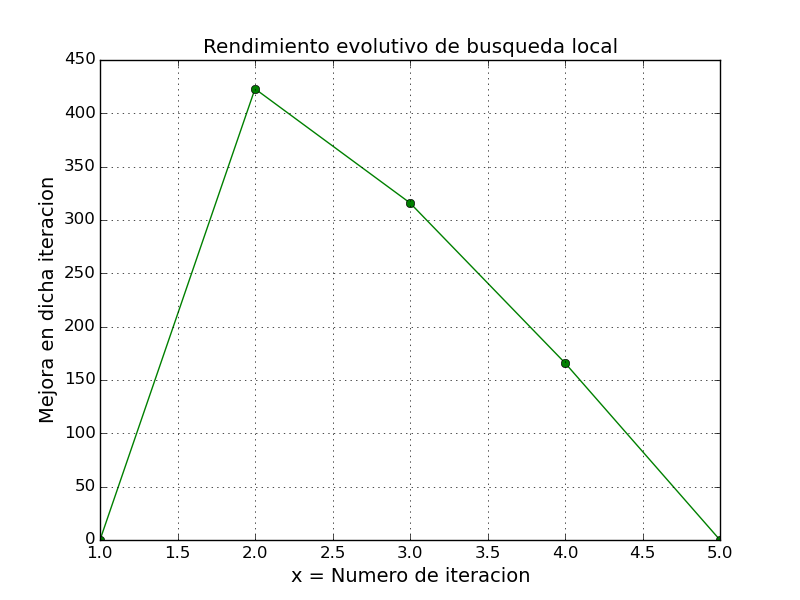 Rendimiento evolutivo de busqueda local
450
400
350
300
250
200
150
100
50
0
Mejora en dicha iteracion
1.0 1.5 2.0 2.5 3.0 3.5 4.0 4.5 5.0
x = Numero de iteracion